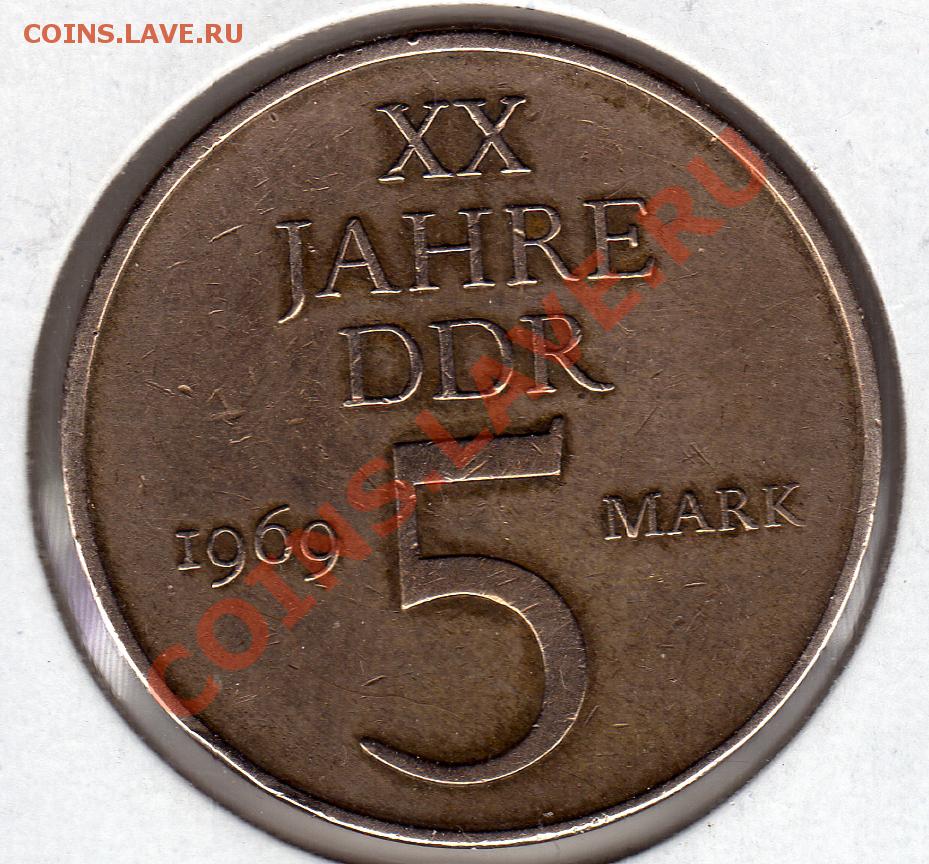 COINS.LAVE.RU
XX
JAHRE
DDR
1969 5 MARK
COINS.LAVE.RU